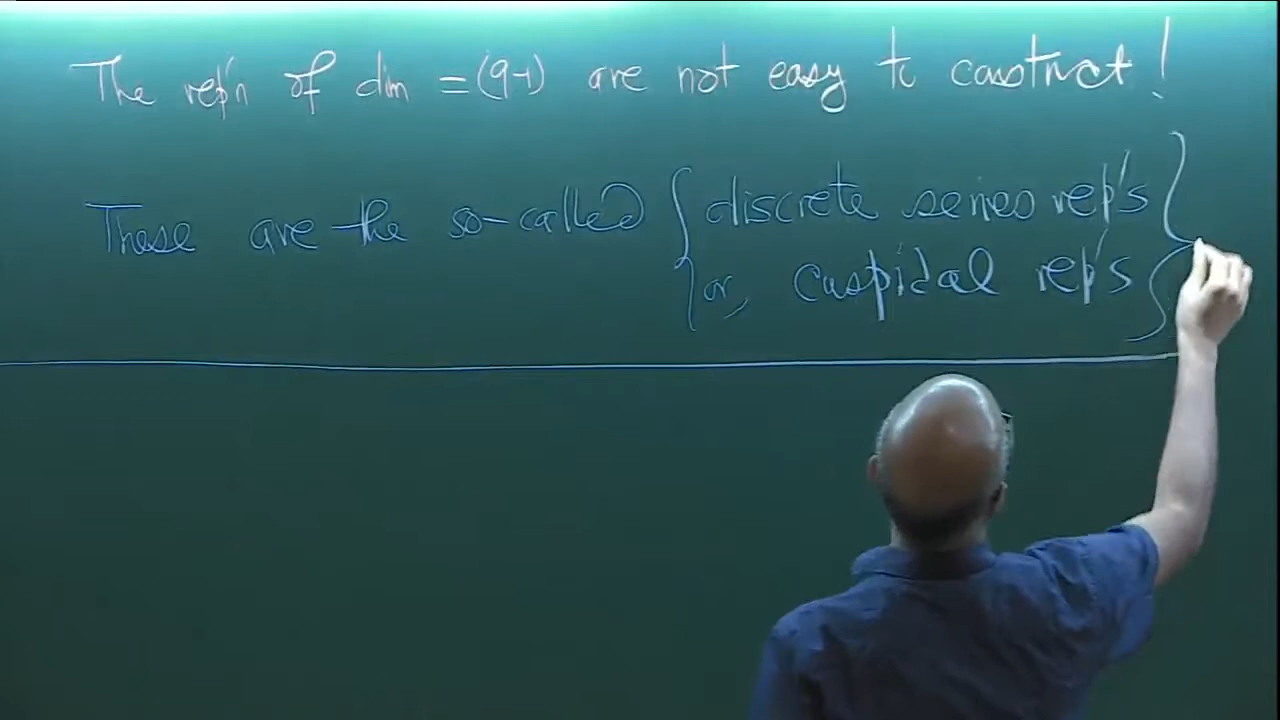 The rep'n of dim = (q-1) are not easy to construct!
These are the so-called { discrete series rep's
or, cuspidal rep's }